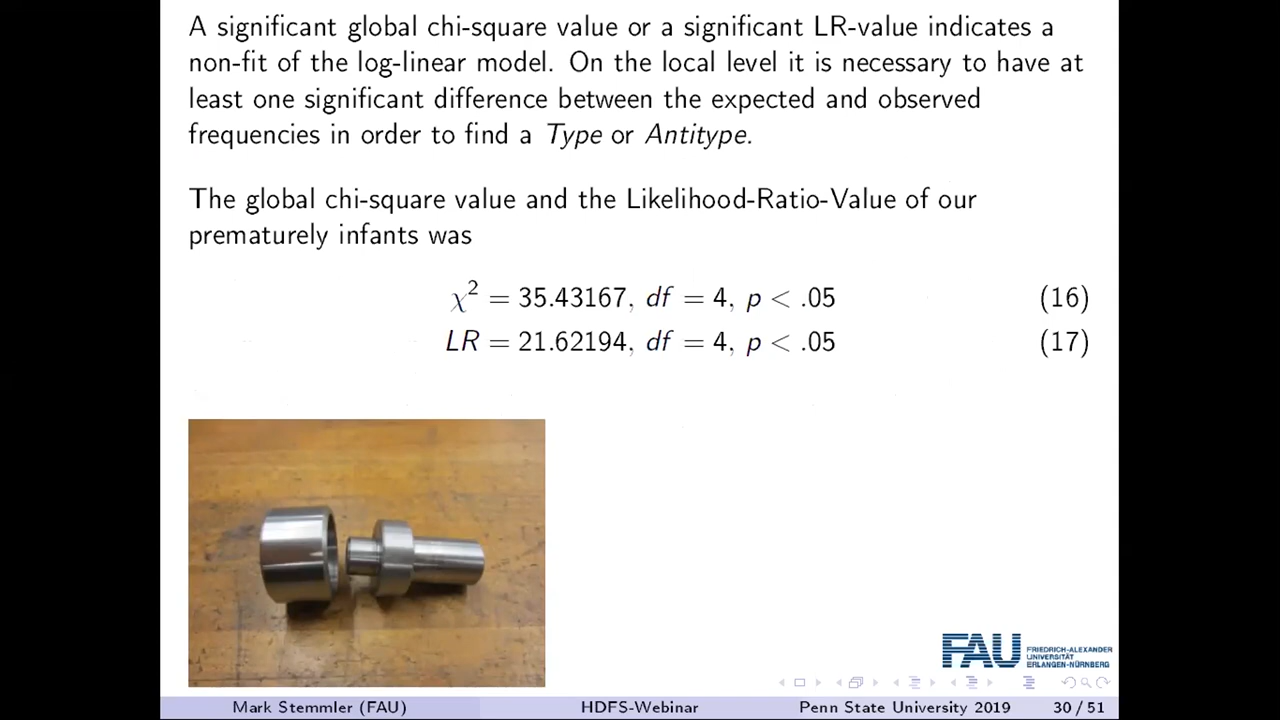 A significant global chi-square value or a significant LR-value indicates a
non-fit of the log-linear model. On the local level it is necessary to have at
least one significant difference between the expected and observed
frequencies in order to find a Type or Antitype.
The global chi-square value and the Likelihood-Ratio-Value of our
prematurely infants was
χ² = 35.43167, df = 4, p < .05 (16)
LR = 21.62194, df = 4, p < .05 (17)
FAU FRIEDRICH-ALEXANDER
UNIVERSITÄT
ERLANGEN-NÜRNBERG
Mark Stemmler (FAU) HDFS-Webinar Penn State University 2019 30 / 51